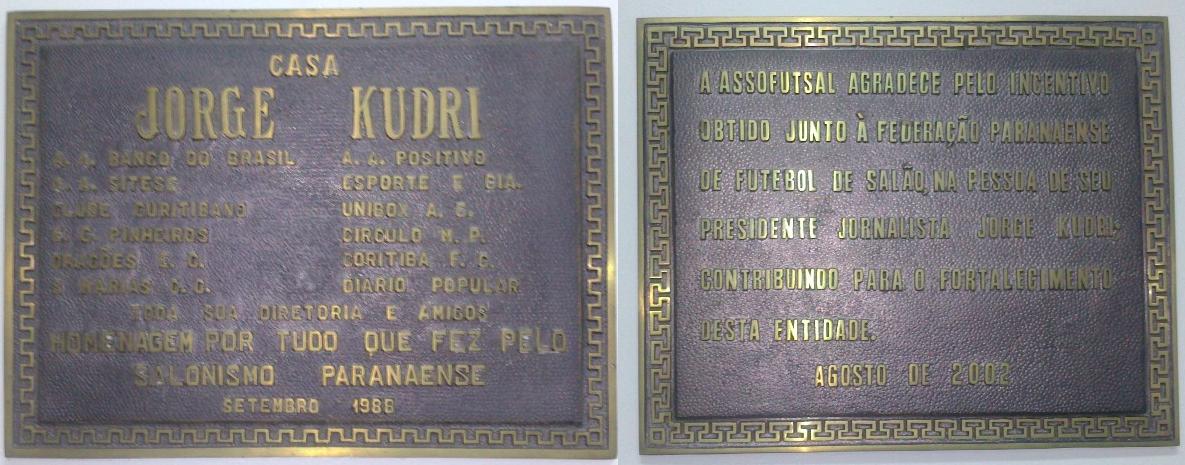 CASA
JORGE KUDRI
A. A. BANCO DO BRASIL A. A. POSITIVO
SITESE ESPORTE E CIA.
CLUBE CURITIBANO UNIBOX A. E.
PINHEIROS CIRCULO M. P.
DRAGÕES E. C. CORITIBA F. C.
3 MARIAS C. C. DIARIO POPULAR
TODA SUA DIRETORIA E AMIGOS
HOMENAGEM POR TUDO QUE FEZ PELO
SALONISMO PARANAENSE
SETEMBRO 1988
A ASSOFUTSAL AGRADECE PELO INCENTIVO
OBTIDO JUNTO À FEDERAÇÃO PARANAENSE
DE FUTEBOL DE SALÃO, NA PESSOA DE SEU
PRESIDENTE JORNALISTA JORGE KUDRI,
CONTRIBUINDO PARA O FORTALECIMENTO
DESTA ENTIDADE.
AGOSTO DE 2002